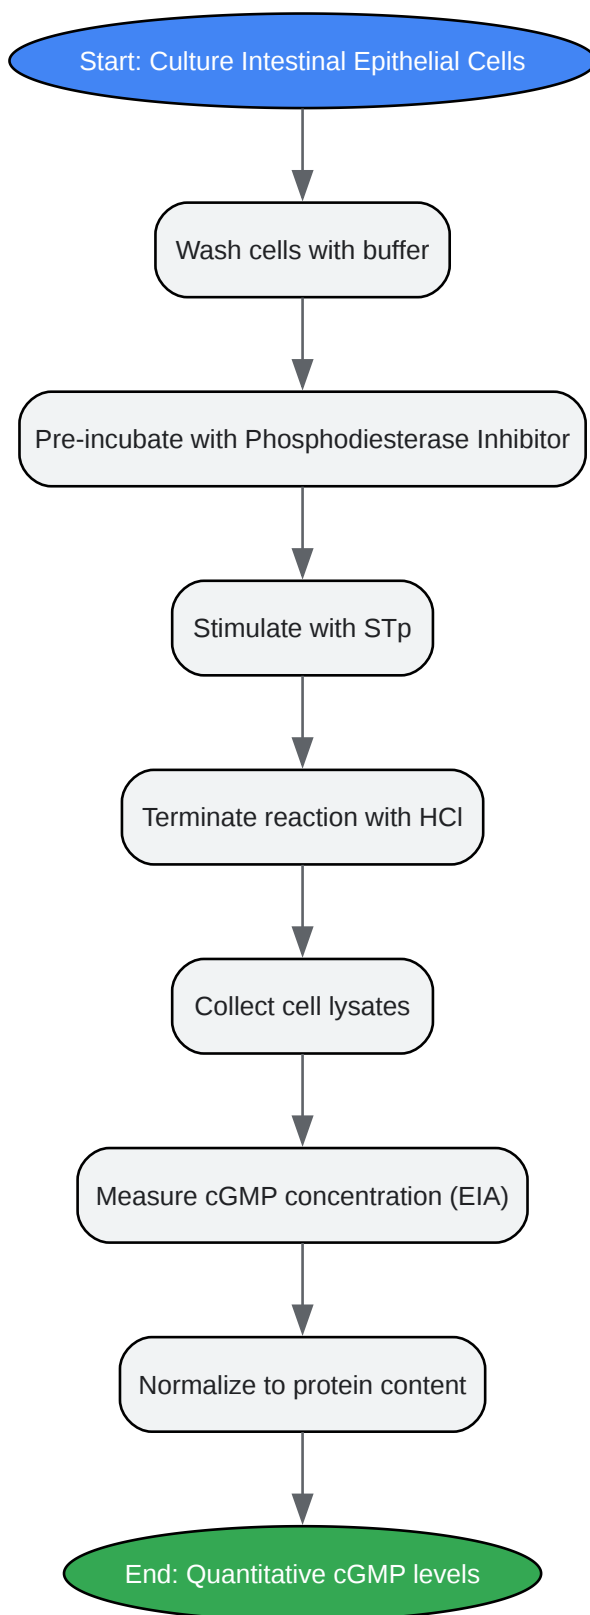 Start: Culture Intestinal Epithelial Cells
Wash cells with buffer
Pre-incubate with Phosphodiesterase Inhibitor
Stimulate with STp
Terminate reaction with HCl
Collect cell lysates
Measure cGMP concentration (EIA)
Normalize to protein content
End: Quantitative cGMP levels